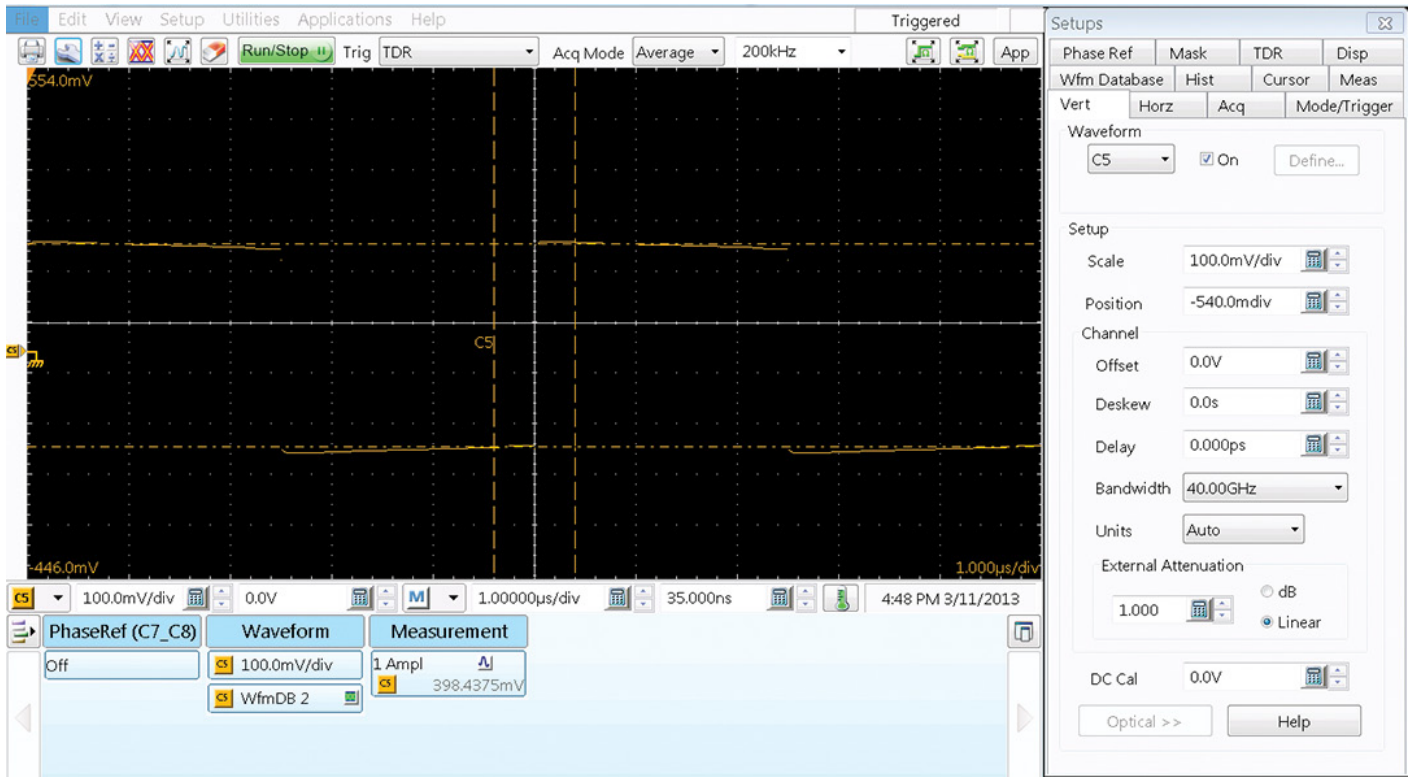 File Edit View Setup Utilities Applications Help Triggered
Run/Stop Trig TDR Acq Mode Average 200kHz App
554.0mV
C5
C5
-446.0mV 1.000µs/div
C5 100.0mV/div 0.0V M 1.00000µs/div 35.000ns 4:48 PM 3/11/2013
PhaseRef (C7_C8) Waveform Measurement
Off C5 100.0mV/div 1 Ampl
C5 398.4375mV
C5 WfmDB 2
Setups
Phase Ref Mask TDR Disp
Wfm Database Hist Cursor Meas
Vert Horz Acq Mode/Trigger
Waveform
C5 On Define...
Setup
Scale 100.0mV/div
Position -540.0mdiv
Channel
Offset 0.0V
Deskew 0.0s
Delay 0.000ps
Bandwidth 40.00GHz
Units Auto
External Attenuation
dB
1.000
Linear
DC Cal 0.0V
Optical >> Help